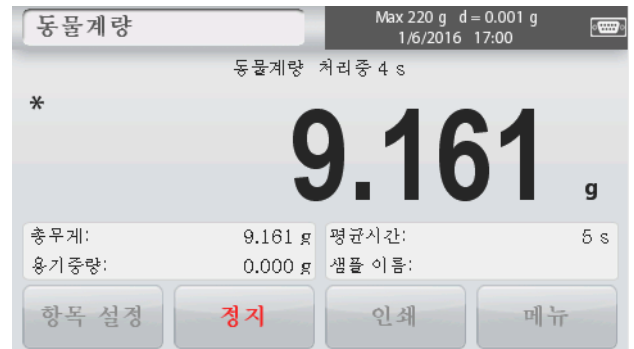 동물계량
Max 220 g d = 0.001 g
1/6/2016 17:00
동물계량 처리중 4 s
*
9.161 g
총무게: 9.161 g 평균시간: 5 s
용기중량: 0.000 g 샘플 이름:
항목 설정 정지 인쇄 메뉴